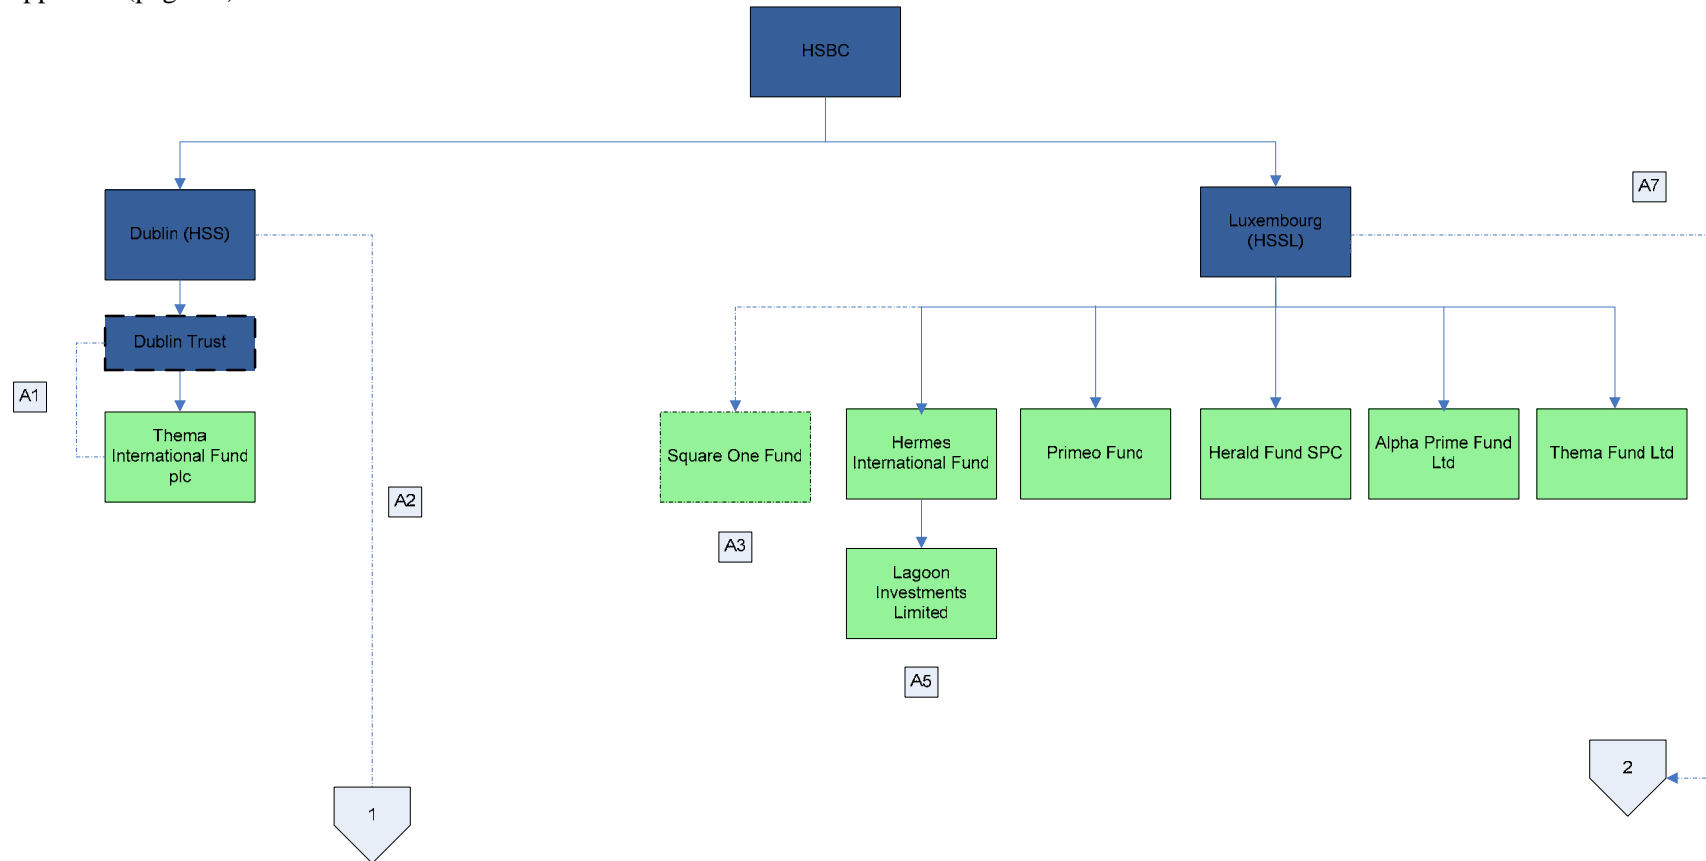 HSBC
A7
Dublin (HSS)
Luxembourg
(HSSL)
Dublin Trust
A1
Thema
International Fund
plc
A2
Square One Fund
Hermes
International Fund
Primeo Fund
Herald Fund SPC
Alpha Prime Fund
Ltd
Thema Fund Ltd
A3
Lagoon
Investments
Limited
A5
2
1